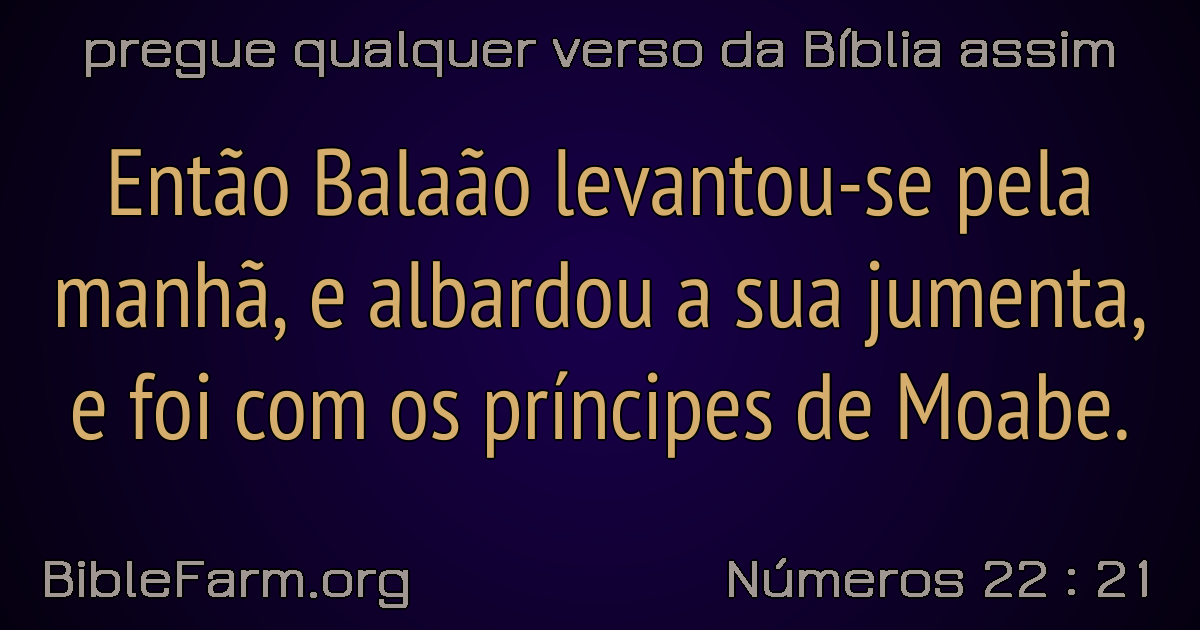 pregue qualquer verso da Bíblia assim
Então Balaão levantou-se pela
manhã, e albardou a sua jumenta,
e foi com os príncipes de Moabe.
BibleFarm.org
Números 22 : 21